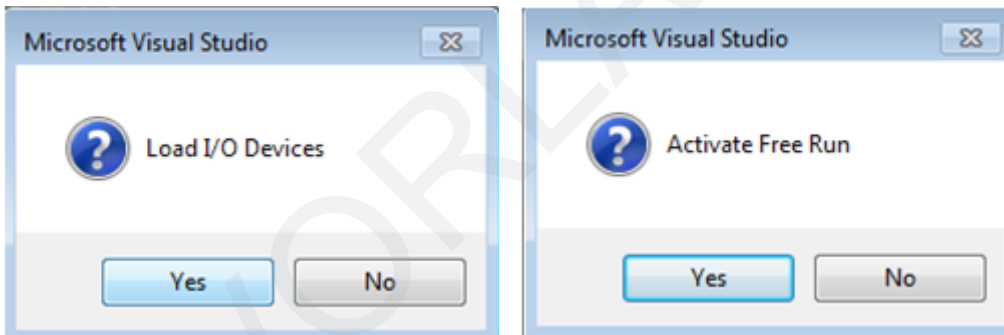 Microsoft Visual Studio
Load I/O Devices
Yes No
Microsoft Visual Studio
Activate Free Run
Yes No